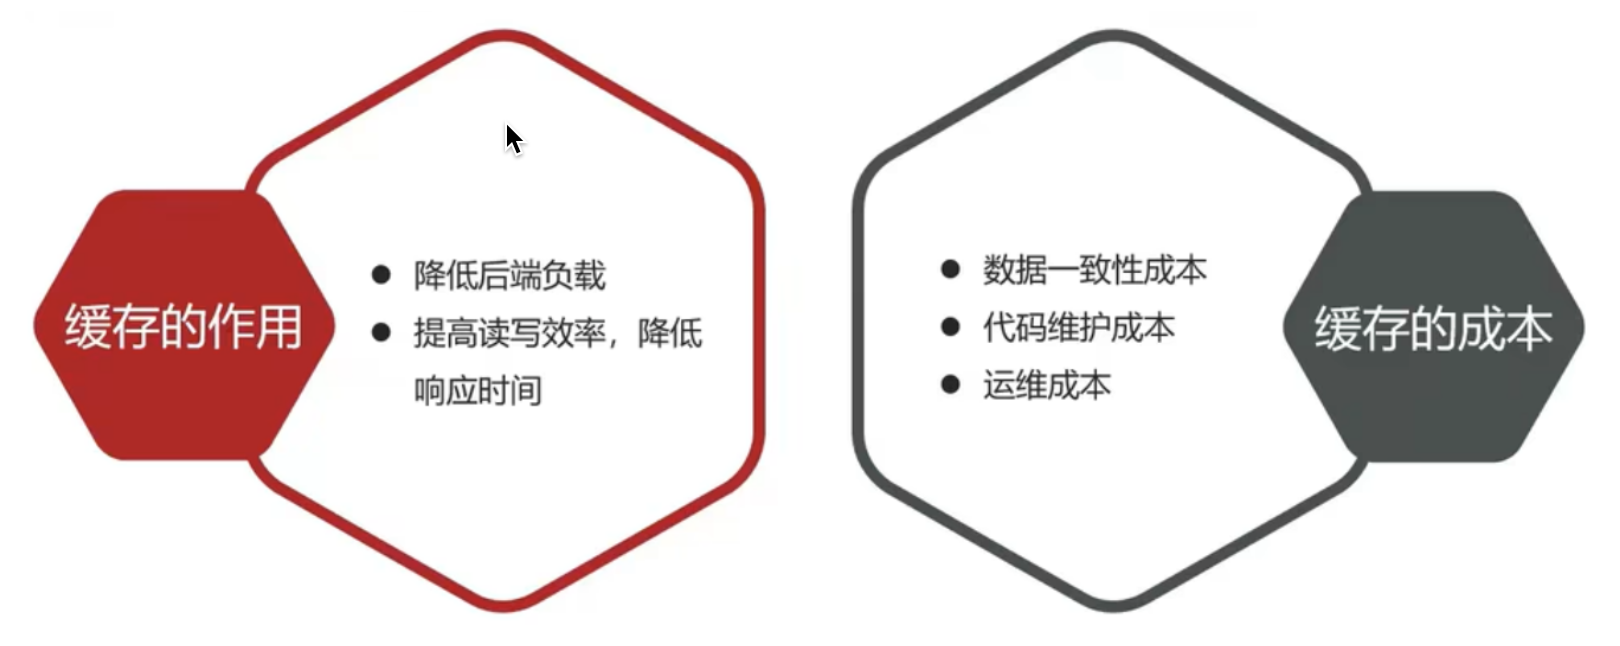 缓存的作用
● 降低后端负载
● 提高读写效率，降低
响应时间
● 数据一致性成本
● 代码维护成本
● 运维成本
缓存的成本